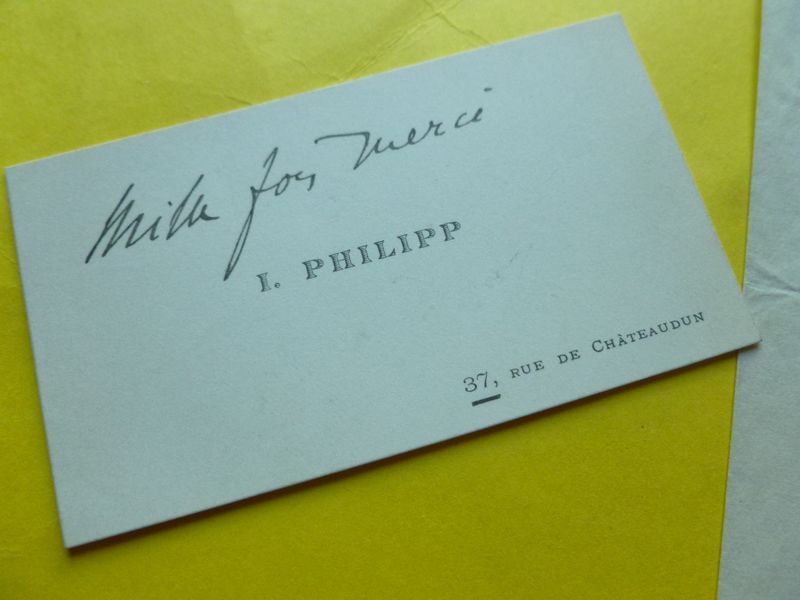 Mille fois merci
I. PHILIPP
37, RUE DE CHÂTEAUDUN